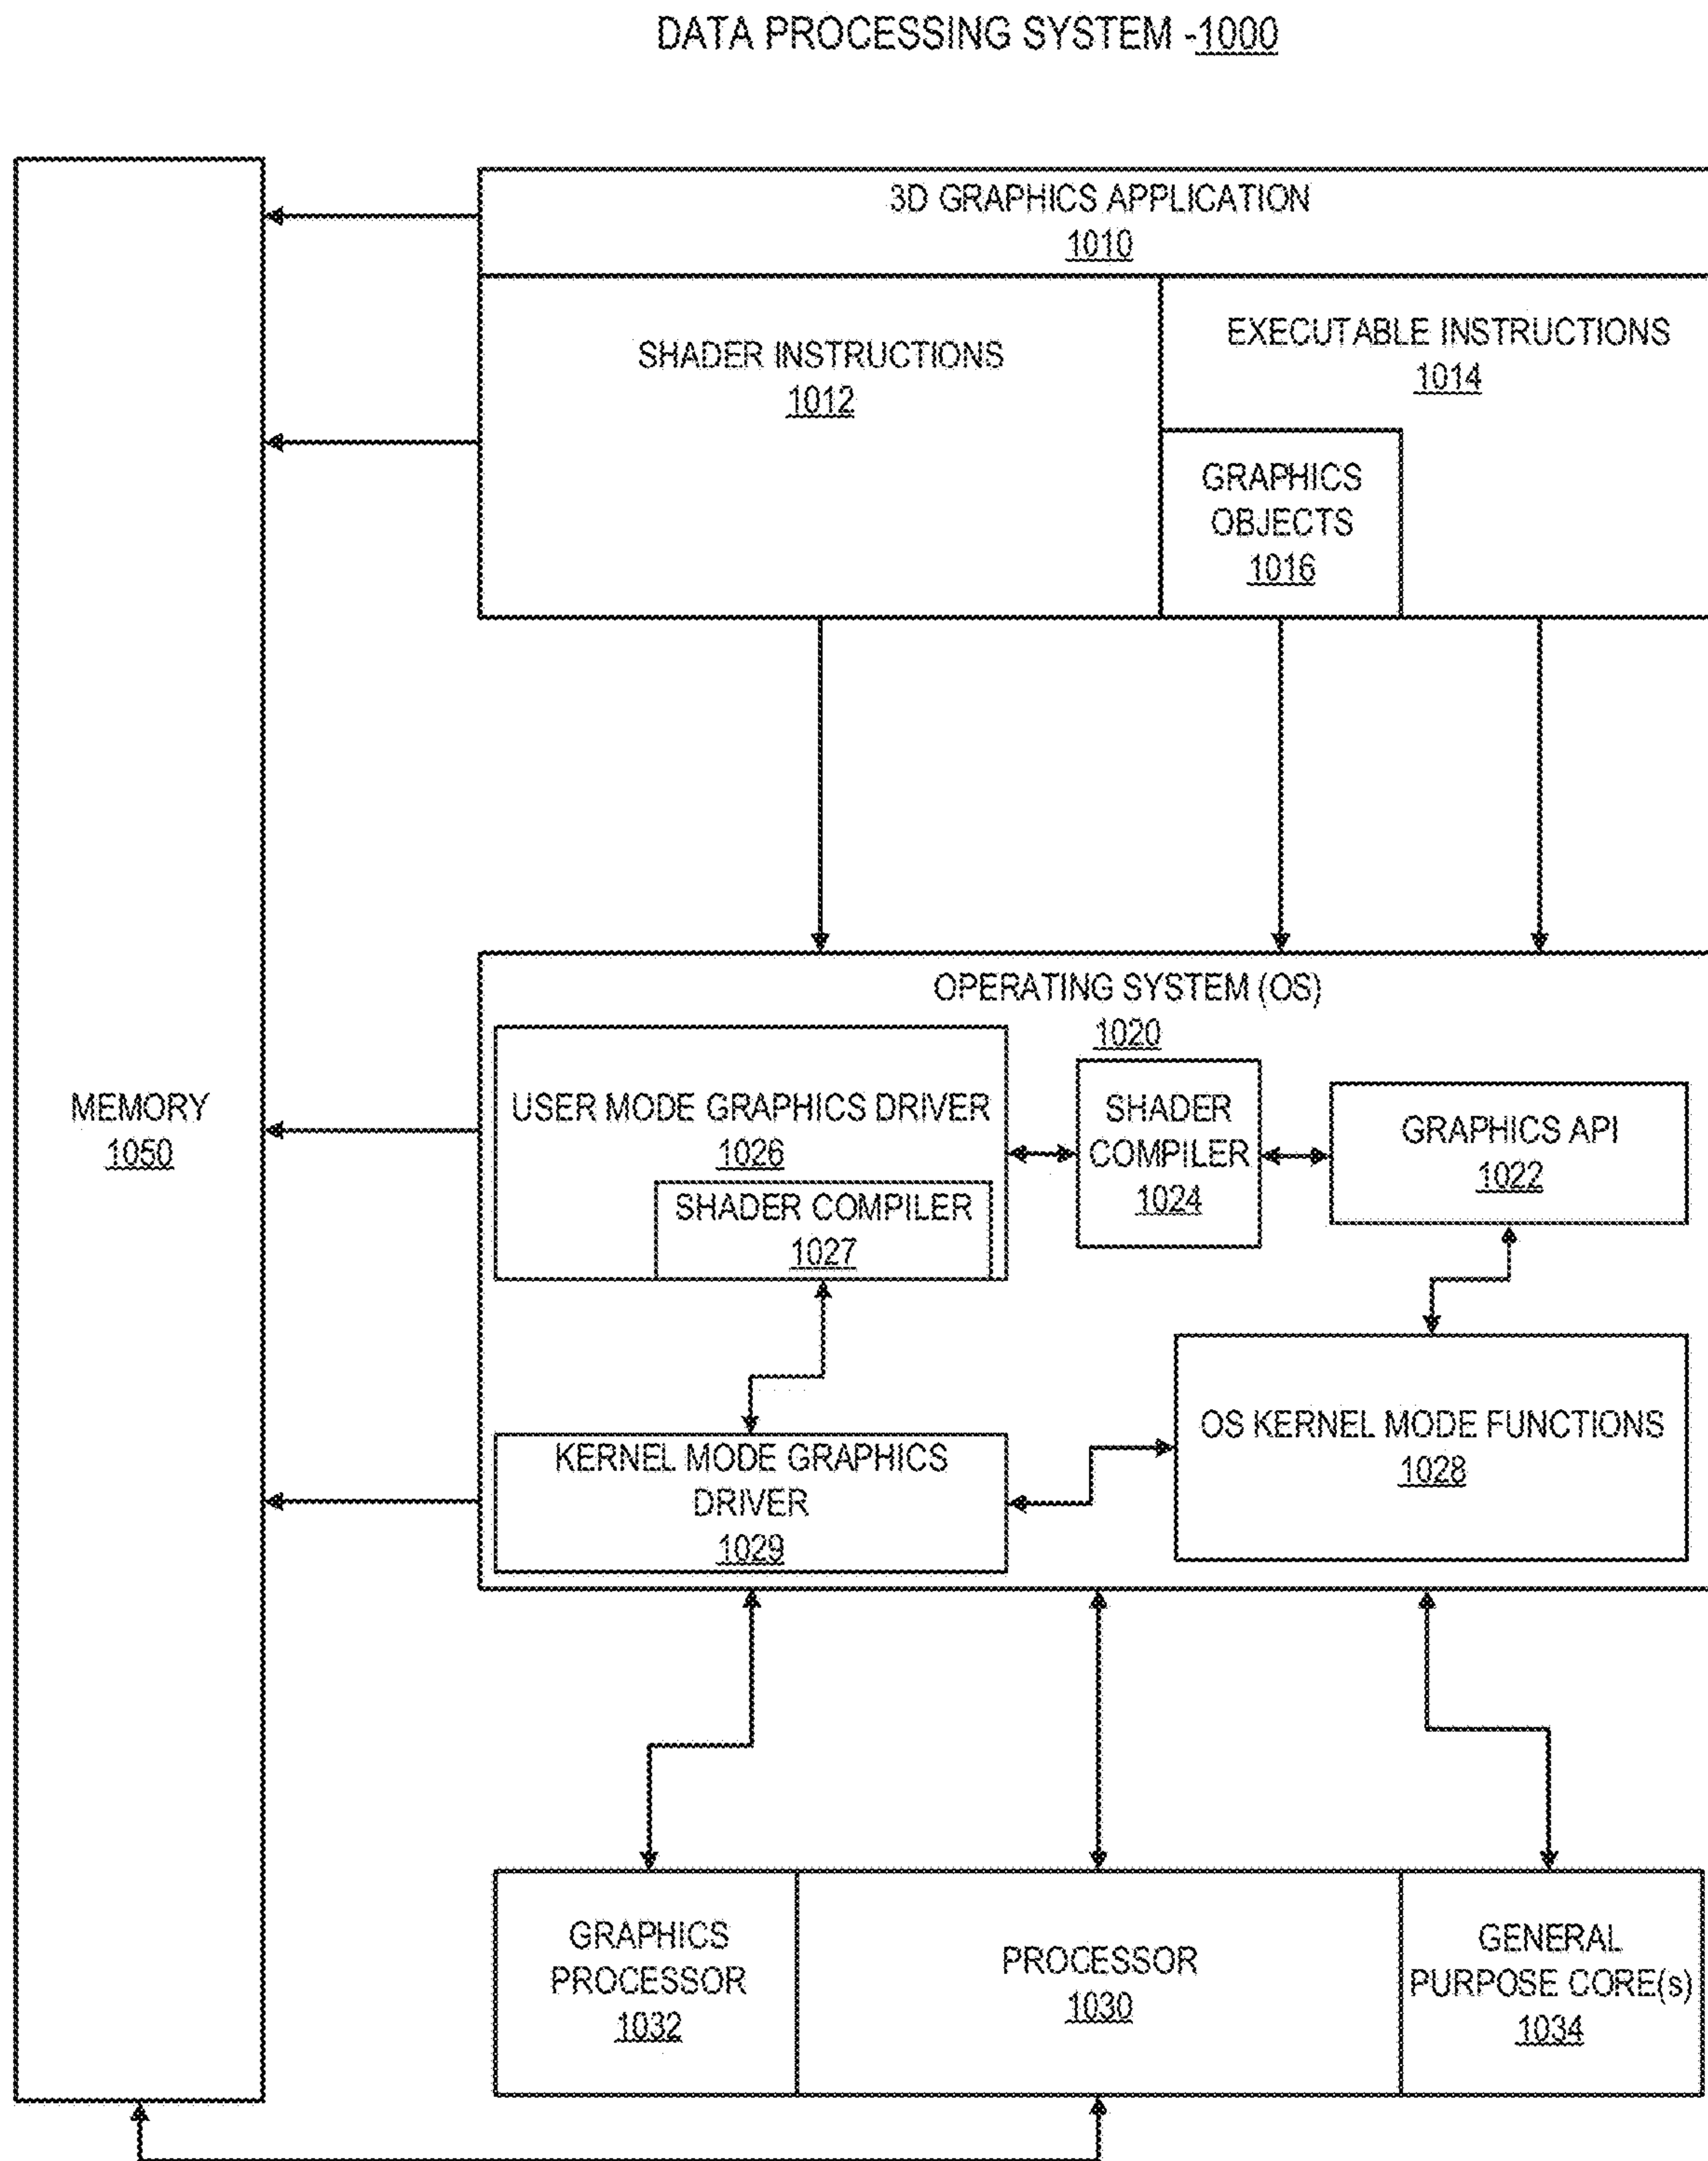 DATA PROCESSING SYSTEM -1000
3D GRAPHICS APPLICATION
1010
SHADER INSTRUCTIONS
1012
EXECUTABLE INSTRUCTIONS
1014
GRAPHICS
OBJECTS
1016
MEMORY
1050
OPERATING SYSTEM (OS)
1020
USER MODE GRAPHICS DRIVER
1026
SHADER COMPILER
1027
SHADER
COMPILER
1024
GRAPHICS API
1022
KERNEL MODE GRAPHICS
DRIVER
1029
OS KERNEL MODE FUNCTIONS
1028
GRAPHICS
PROCESSOR
1032
PROCESSOR
1030
GENERAL
PURPOSE CORE(s)
1034